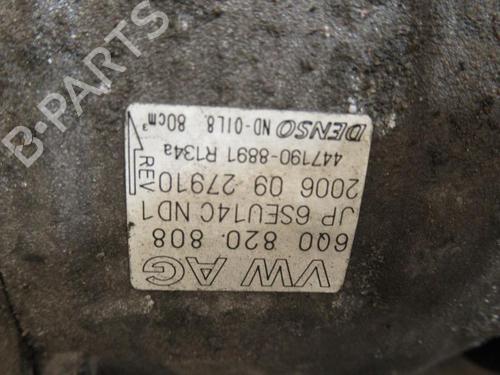 VW AG
6Q0 820 808
JP 6SEU14C ND1
2006 09 27910
REV
447190-8891 R134a
DENSO ND-OIL8 80cm³
B-PARTS